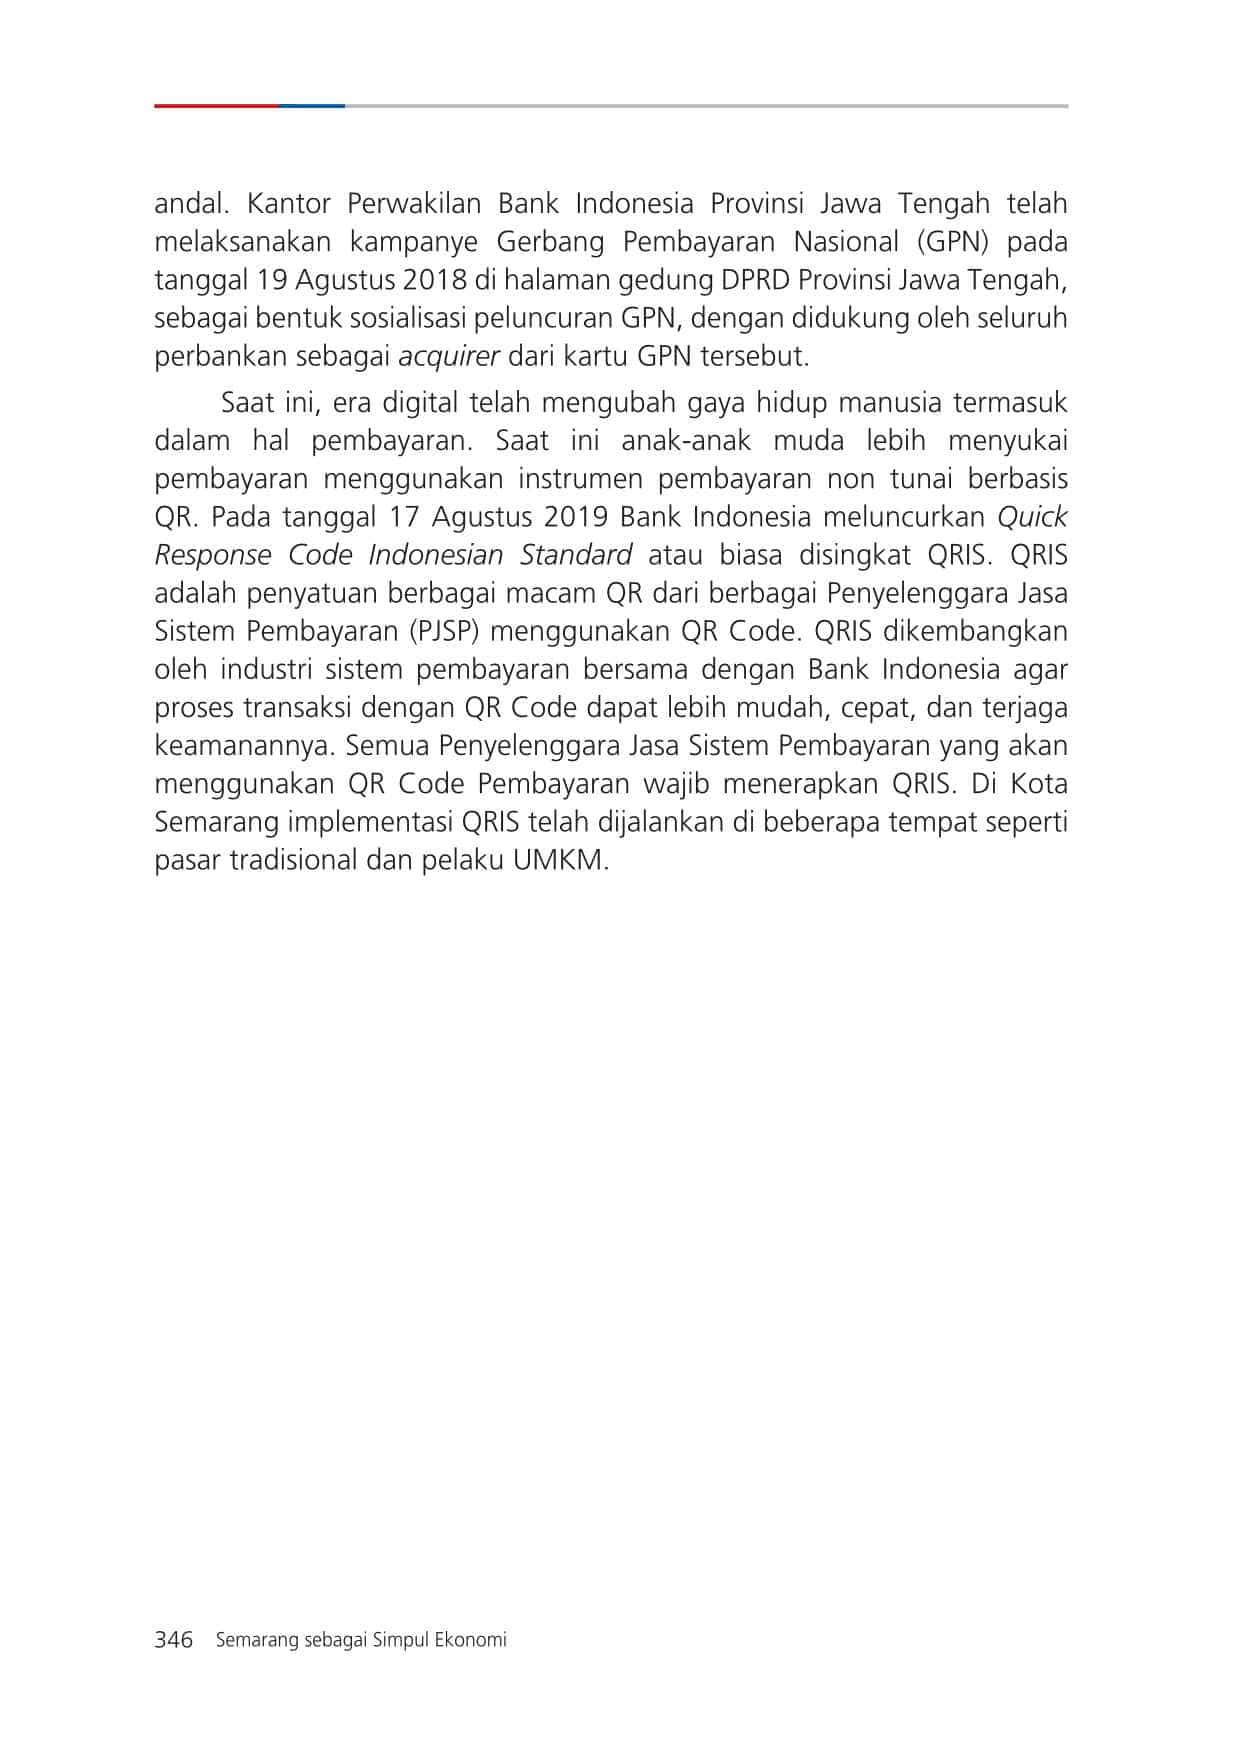 andal. Kantor Perwakilan Bank Indonesia Provinsi Jawa Tengah telah
melaksanakan kampanye Gerbang Pembayaran Nasional (GPN) pada
tanggal 19 Agustus 2018 di halaman gedung DPRD Provinsi Jawa Tengah,
sebagai bentuk sosialisasi peluncuran GPN, dengan didukung oleh seluruh
perbankan sebagai acquirer dari kartu GPN tersebut.
Saat ini, era digital telah mengubah gaya hidup manusia termasuk
dalam hal pembayaran. Saat ini anak-anak muda lebih menyukai
pembayaran menggunakan instrumen pembayaran non tunai berbasis
QR. Pada tanggal 17 Agustus 2019 Bank Indonesia meluncurkan Quick
Response Code Indonesian Standard atau biasa disingkat QRIS. QRIS
adalah penyatuan berbagai macam QR dari berbagai Penyelenggara Jasa
Sistem Pembayaran (PJSP) menggunakan QR Code. QRIS dikembangkan
oleh industri sistem pembayaran bersama dengan Bank Indonesia agar
proses transaksi dengan QR Code dapat lebih mudah, cepat, dan terjaga
keamanannya. Semua Penyelenggara Jasa Sistem Pembayaran yang akan
menggunakan QR Code Pembayaran wajib menerapkan QRIS. Di Kota
Semarang implementasi QRIS telah dijalankan di beberapa tempat seperti
pasar tradisional dan pelaku UMKM.
346 Semarang sebagai Simpul Ekonomi